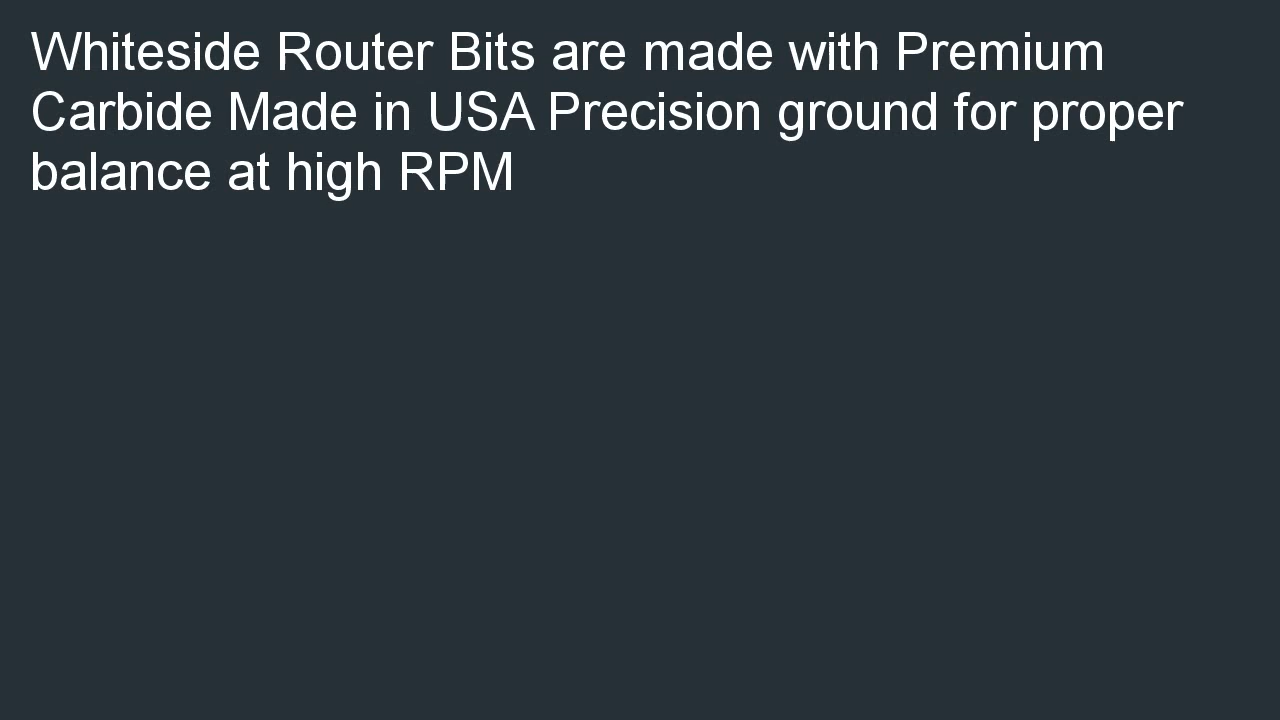 Whiteside Router Bits are made with Premium
Carbide Made in USA Precision ground for proper
balance at high RPM